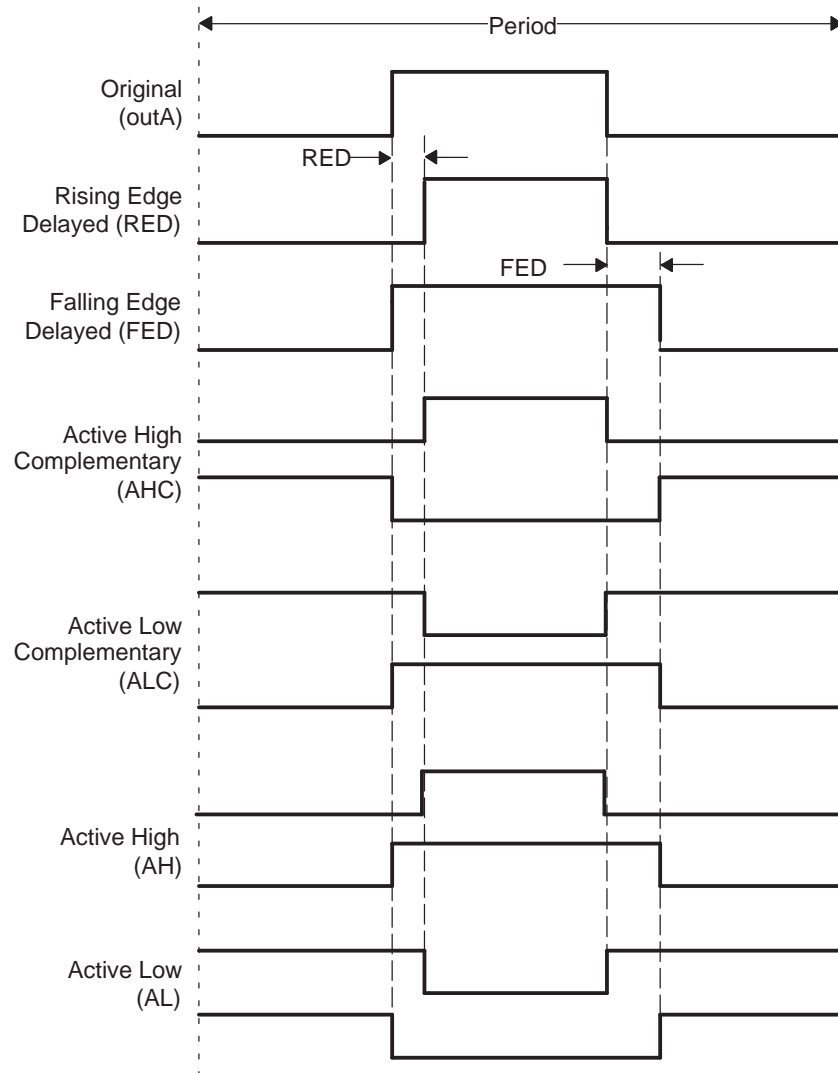 Period
Original
(outA)
RED
Rising Edge
Delayed (RED)
FED
Falling Edge
Delayed (FED)
Active High
Complementary
(AHC)
Active Low
Complementary
(ALC)
Active High
(AH)
Active Low
(AL)